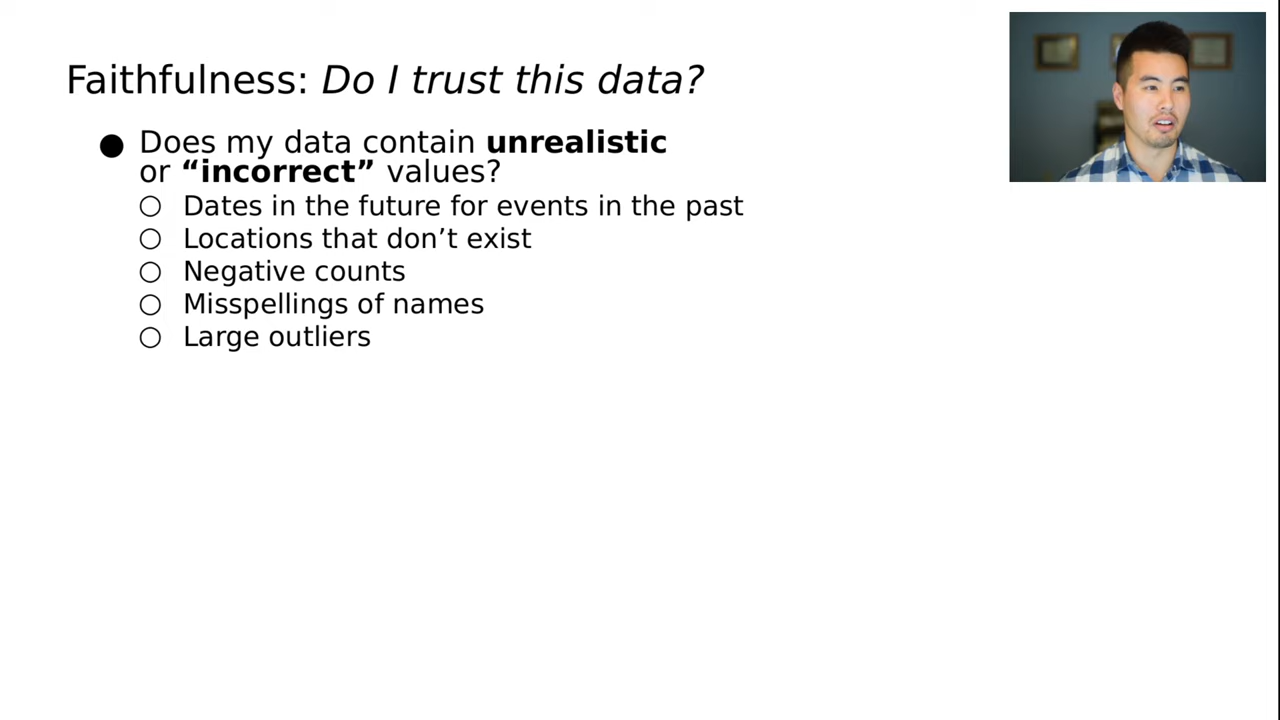 Faithfulness: Do I trust this data?
● Does my data contain unrealistic
or “incorrect” values?
○ Dates in the future for events in the past
○ Locations that don’t exist
○ Negative counts
○ Misspellings of names
○ Large outliers